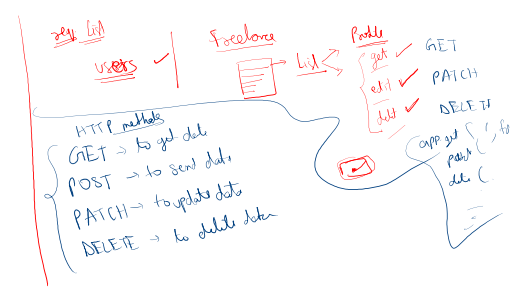 List
users
Freelance
List
Profile
get
edit
GET
PATCH
DELETE
HTTP methods
GET → to get data
POST → to send data
PATCH → to update data
DELETE → to delete data
app.get (